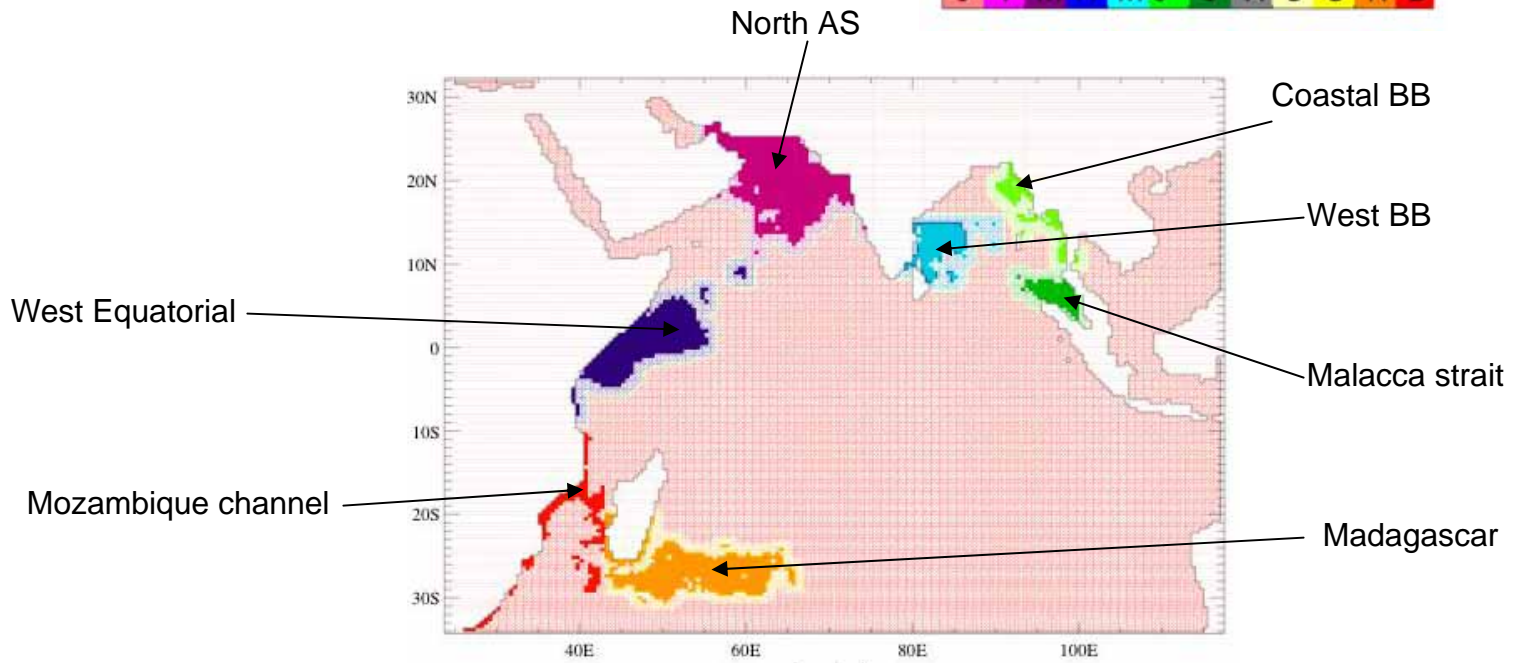 North AS
Coastal BB
30N
20N
West BB
10N
West Equatorial
0
Malacca strait
10S
Mozambique channel
20S
Madagascar
30S
40E 60E 80E 100E